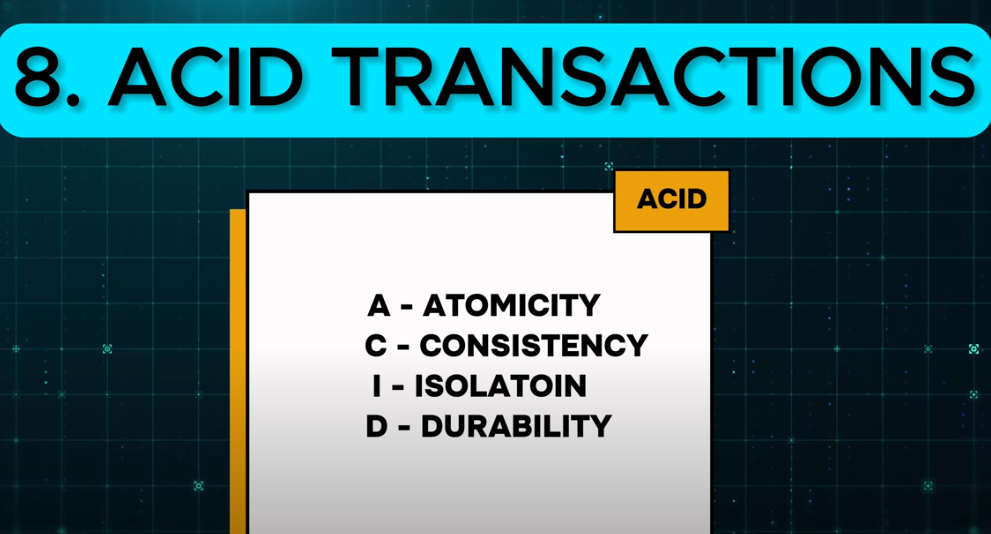 8. ACID TRANSACTIONS
ACID
A - ATOMICITY
C - CONSISTENCY
I - ISOLATOIN
D - DURABILITY